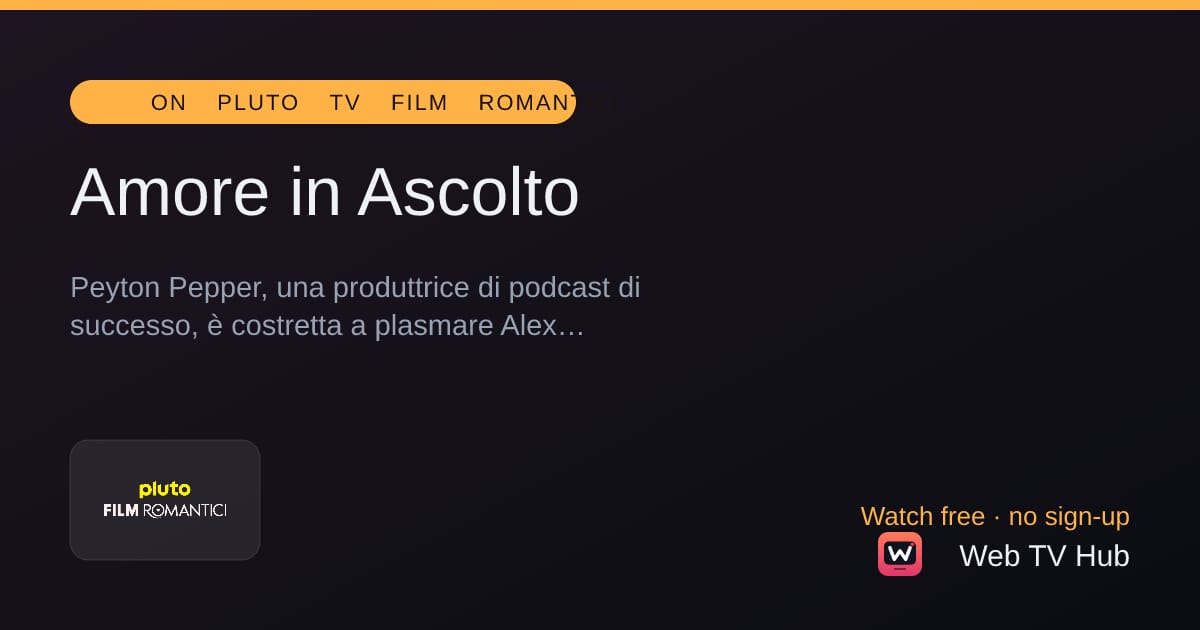 ON PLUTO TV FILM ROMANTICI
Amore in Ascolto
Peyton Pepper, una produttrice di podcast di
successo, è costretta a plasmare Alex…
pluto
FILM ROMANTICI
Watch free · no sign-up
W
Web TV Hub